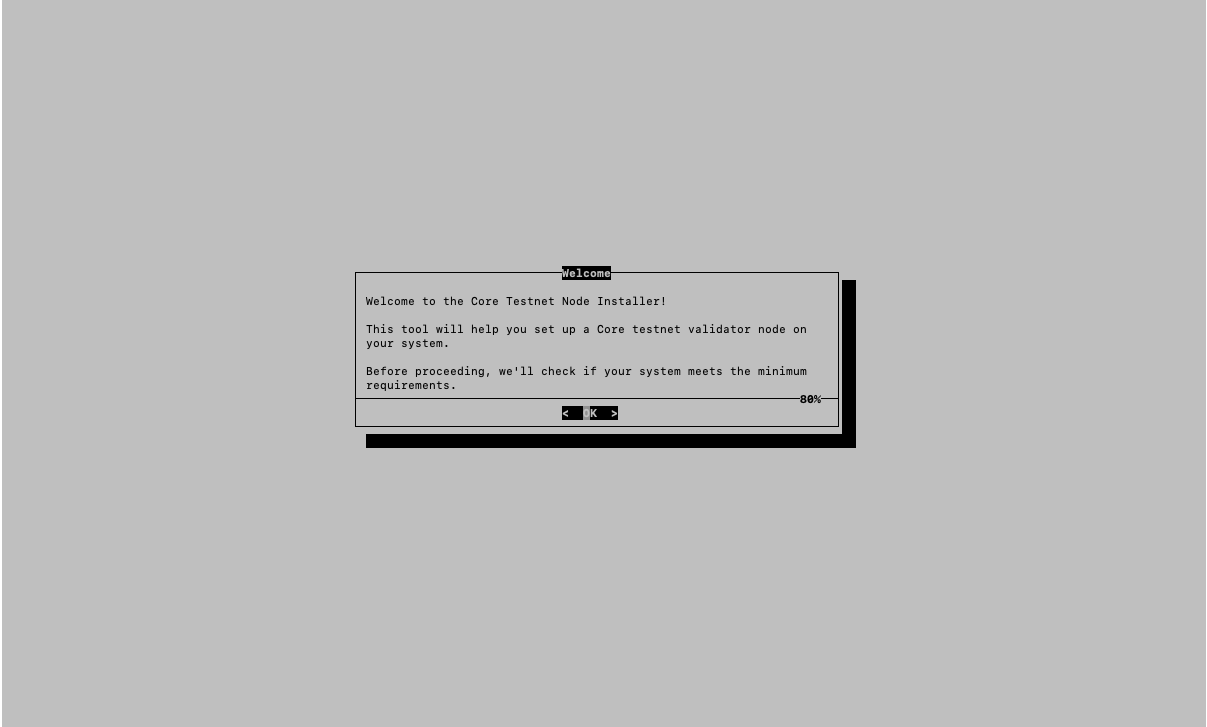 Welcome
Welcome to the Core Testnet Node Installer!
This tool will help you set up a Core testnet validator node on
your system.
Before proceeding, we'll check if your system meets the minimum
requirements.
80%
<  OK  >